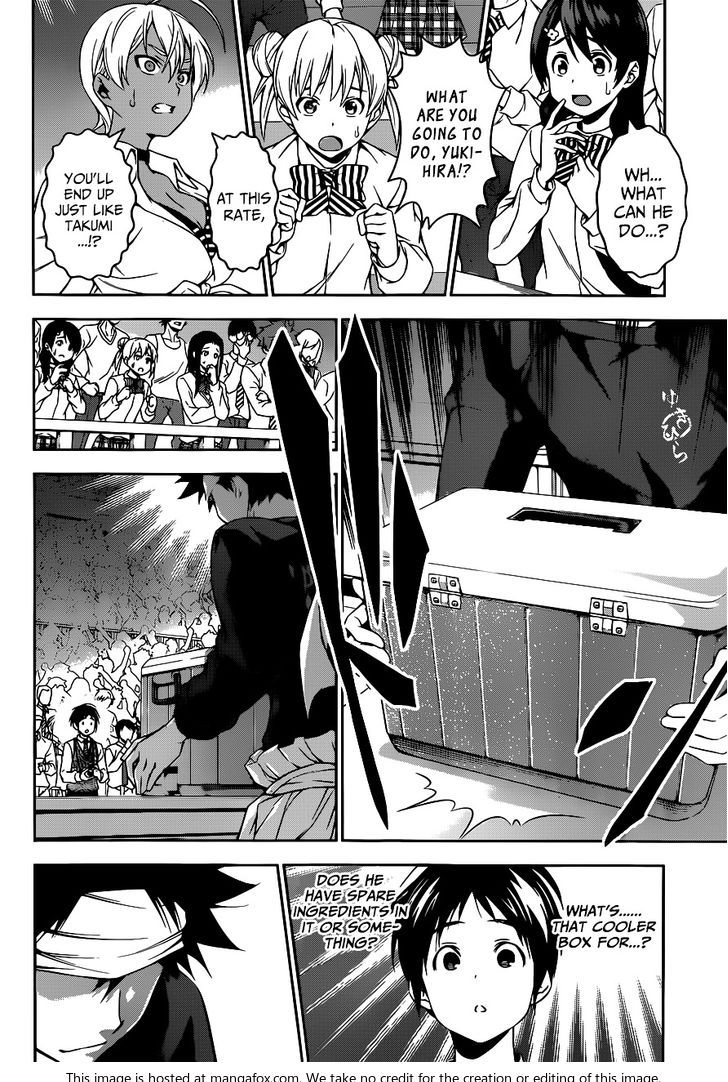 WH...
WHAT
CAN HE
DO...?
WHAT
ARE YOU
GOING TO
DO, YUKI-
HIRA!?
AT THIS
RATE,
YOU'LL
END UP
JUST LIKE
TAKUMI
...!?
ゆきひら
WHAT'S......
THAT COOLER
BOX FOR...?
DOES HE
HAVE SPARE
INGREDIENTS IN
IT OR SOME-
THING?
This image is hosted at mangafox.com. We take no credit for the creation or editing of this image.